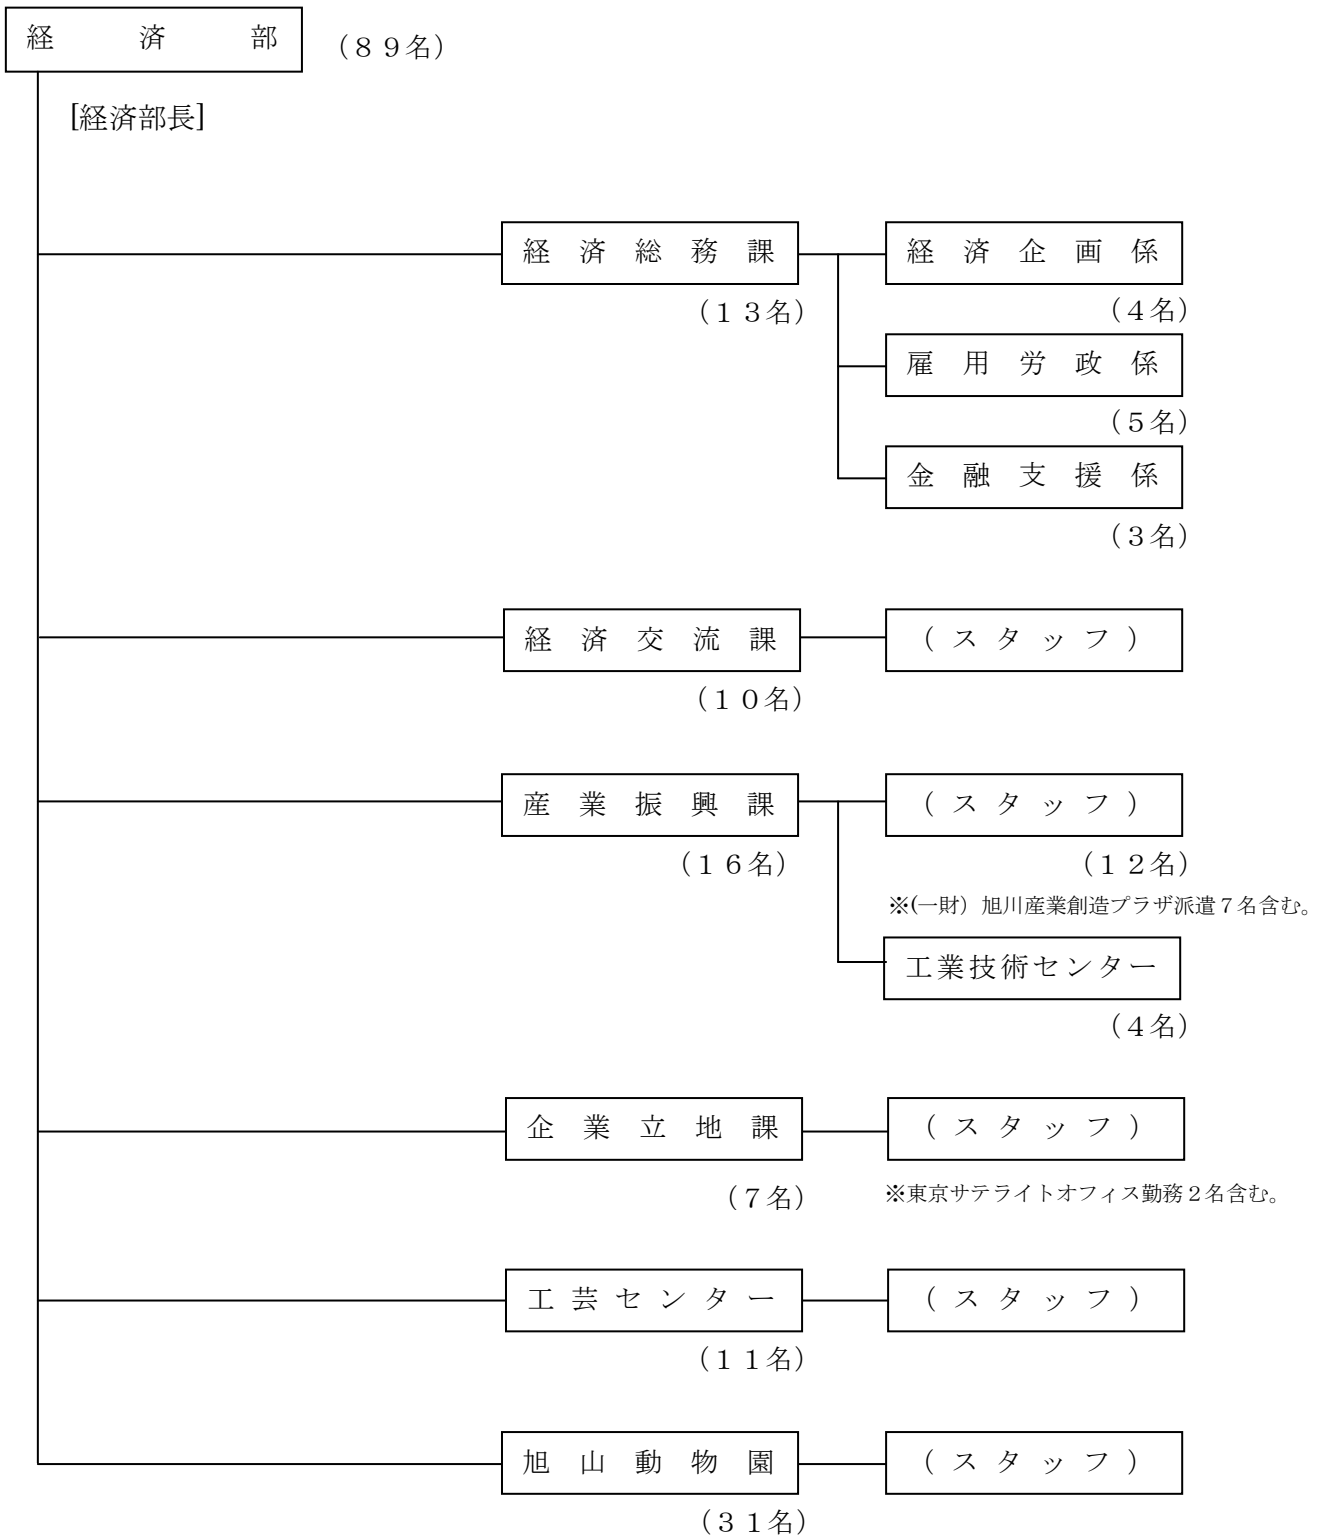 経済部 (８９名)
[経済部長]
経済総務課 経済企画係
(１３名) (４名)
雇用労政係
(５名)
金融支援係
(３名)
経済交流課 (スタッフ)
(１０名)
産業振興課 (スタッフ)
(１６名) (１２名)
※(一財）旭川産業創造プラザ派遣７名含む。
工業技術センター
(４名)
企業立地課 (スタッフ)
(７名) ※東京サテライトオフィス勤務２名含む。
工芸センター (スタッフ)
(１１名)
旭山動物園 (スタッフ)
(３１名)